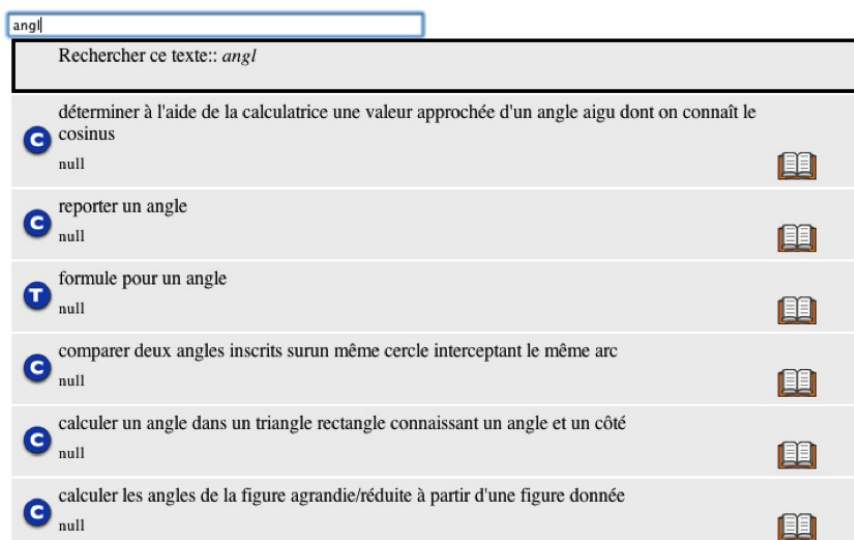 angl
Rechercher ce texte:: angl
déterminer à l'aide de la calculatrice une valeur approchée d'un angle aigu dont on connaît le
cosinus
C
null
reporter un angle
C
null
formule pour un angle
T
null
comparer deux angles inscrits surun même cercle interceptant le même arc
C
null
calculer un angle dans un triangle rectangle connaissant un angle et un côté
C
null
calculer les angles de la figure agrandie/réduite à partir d'une figure donnée
C
null